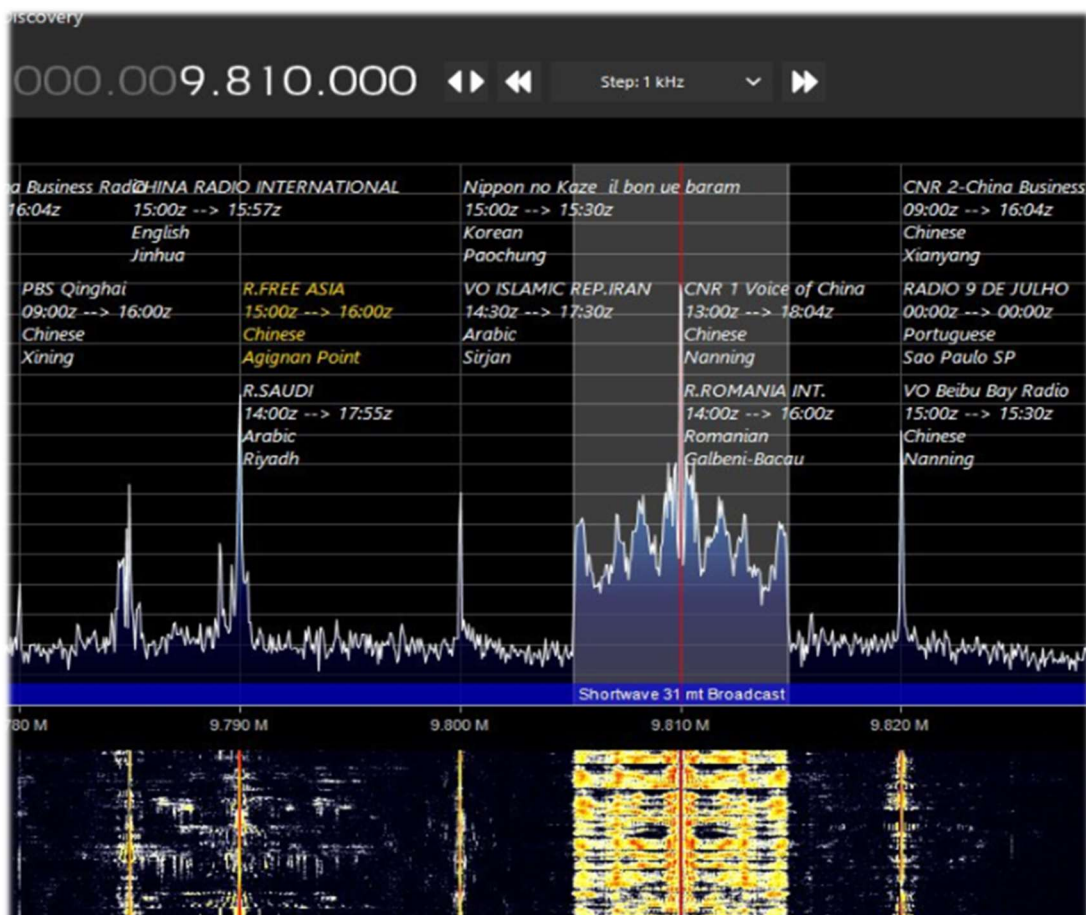 Discovery
000.009.810.000
Step: 1 kHz
na Business Radio
16:04z
CHINA RADIO INTERNATIONAL
15:00z --> 15:57z
English
Jinhua
Nippon no Kaze il bon ue baram
15:00z --> 15:30z
Korean
Paochung
CNR 2-China Business
09:00z --> 16:04z
Chinese
Xianyang
PBS Qinghai
09:00z --> 16:00z
Chinese
Xining
R.FREE ASIA
15:00z --> 16:00z
Chinese
Agignan Point
VO ISLAMIC REP.IRAN
14:30z --> 17:30z
Arabic
Sirjan
CNR 1 Voice of China
13:00z --> 18:04z
Chinese
Nanning
RADIO 9 DE JULHO
00:00z --> 00:00z
Portuguese
Sao Paulo SP
R.SAUDI
14:00z --> 17:55z
Arabic
Riyadh
R.ROMANIA INT.
14:00z --> 16:00z
Romanian
Galbeni-Bacau
VO Beibu Bay Radio
15:00z --> 15:30z
Chinese
Nanning
Shortwave 31 mt Broadcast
780 M
9.790 M
9.800 M
9.810 M
9.820 M